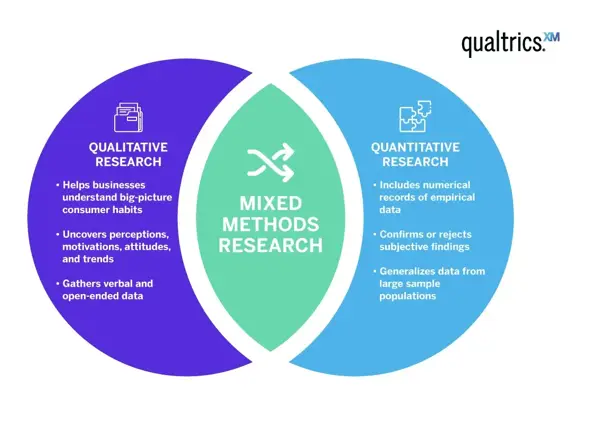 qualtrics.XM
QUALITATIVE
RESEARCH
• Helps businesses
understand big-picture
consumer habits
• Uncovers perceptions,
motivations, attitudes,
and trends
• Gathers verbal and
open-ended data
MIXED
METHODS
RESEARCH
QUANTITATIVE
RESEARCH
• Includes numerical
records of empirical
data
• Confirms or rejects
subjective findings
• Generalizes data from
large sample
populations